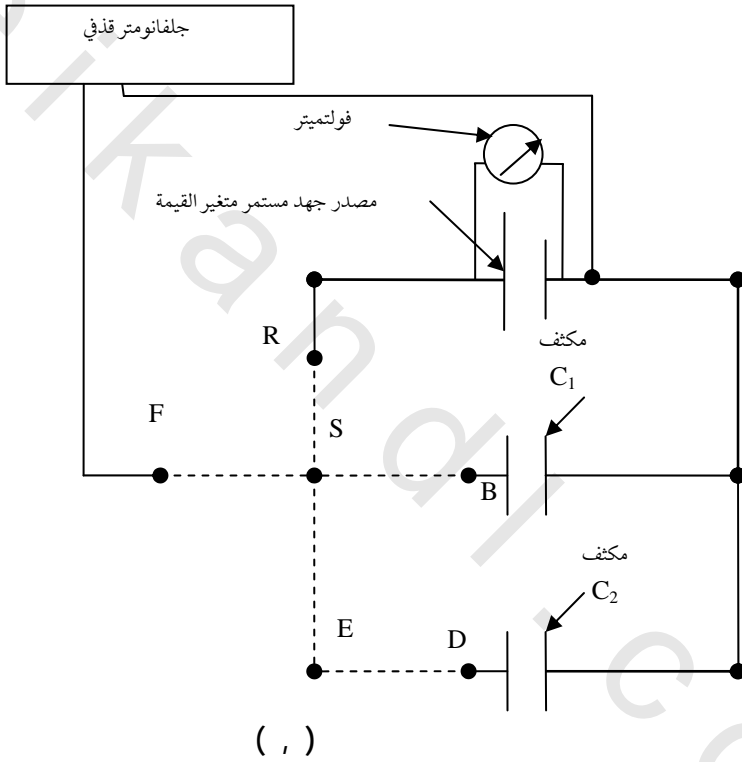 جلفانومتر قذفي
فولتميتر
مصدر جهد مستمر متغير القيمة
مكثف
C₁
R
F
S
B
مكثف
C₂
E
D
( , )